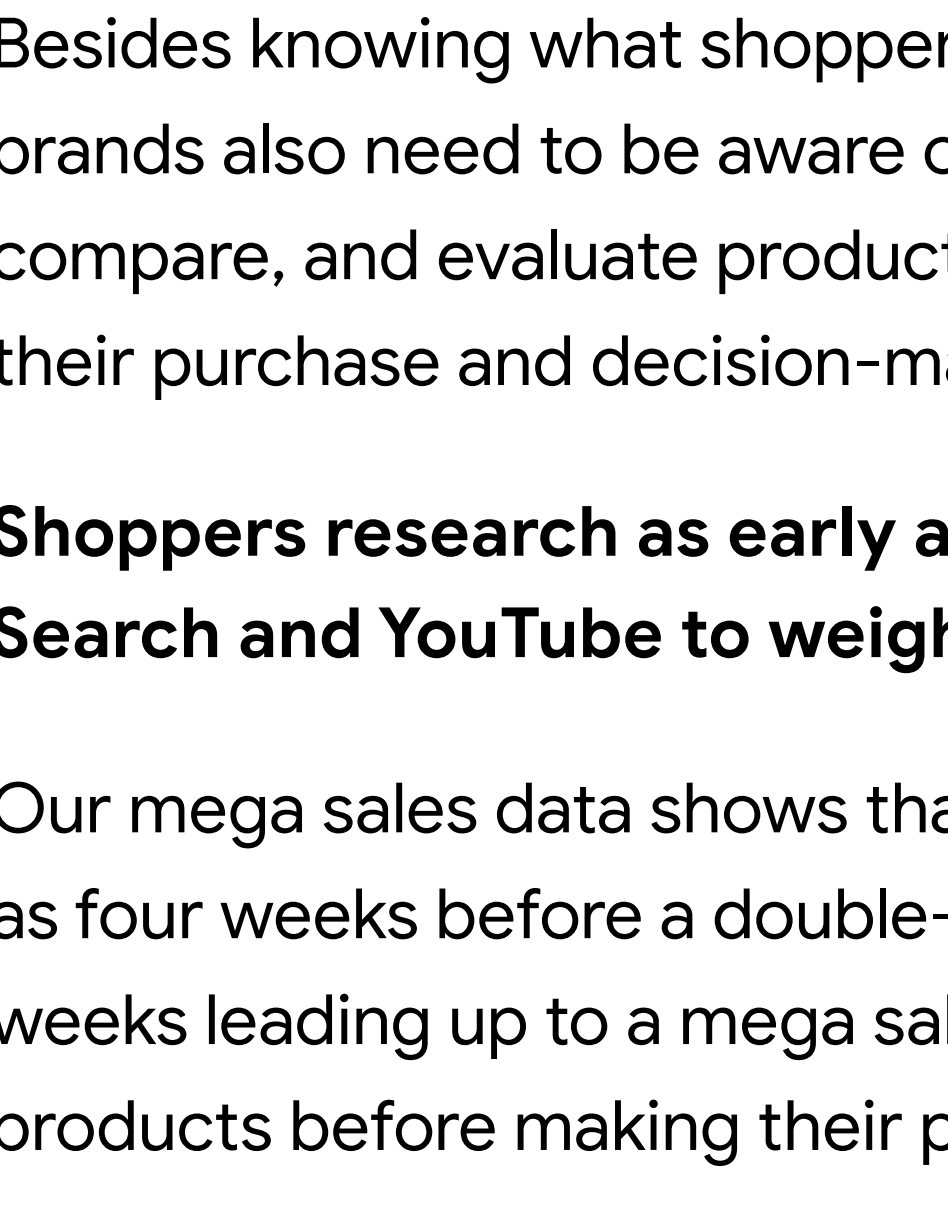 Besides knowing what shopper
brands also need to be aware
compare, and evaluate product
their purchase and decision-ma
Shoppers research as early a
Search and YouTube to weigh
Our mega sales data shows tha
as four weeks before a double-
weeks leading up to a mega sal
products before making their p